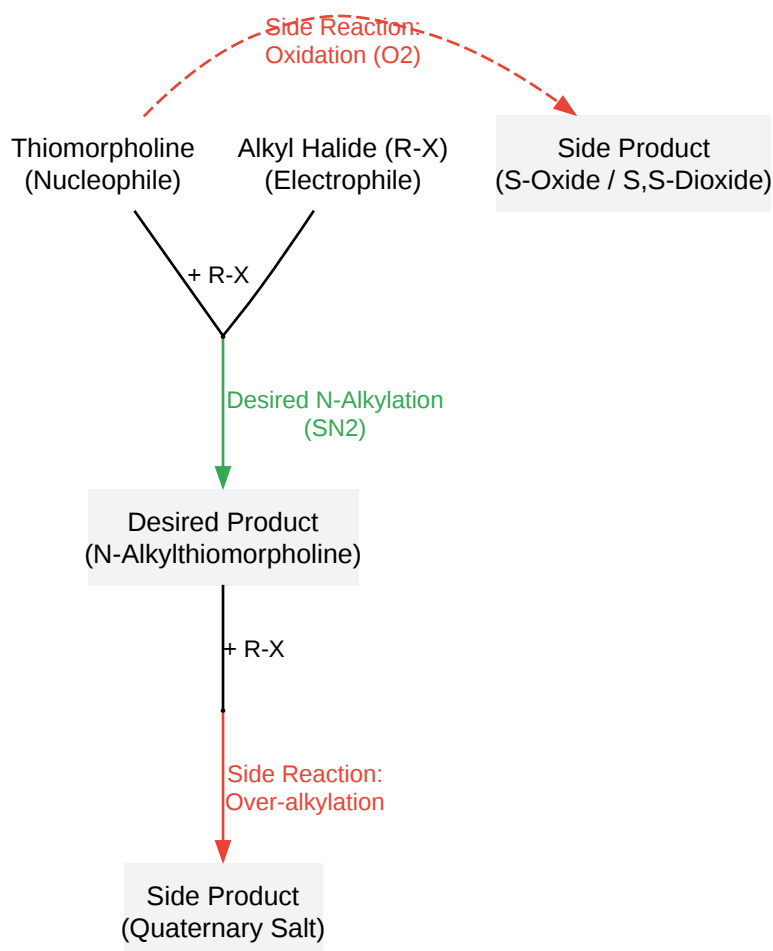 Side Reaction:
Oxidation (O2)
Thiomorpholine
(Nucleophile)
Alkyl Halide (R-X)
(Electrophile)
Side Product
(S-Oxide / S,S-Dioxide)
+ R-X
Desired N-Alkylation
(SN2)
Desired Product
(N-Alkylthiomorpholine)
+ R-X
Side Reaction:
Over-alkylation
Side Product
(Quaternary Salt)